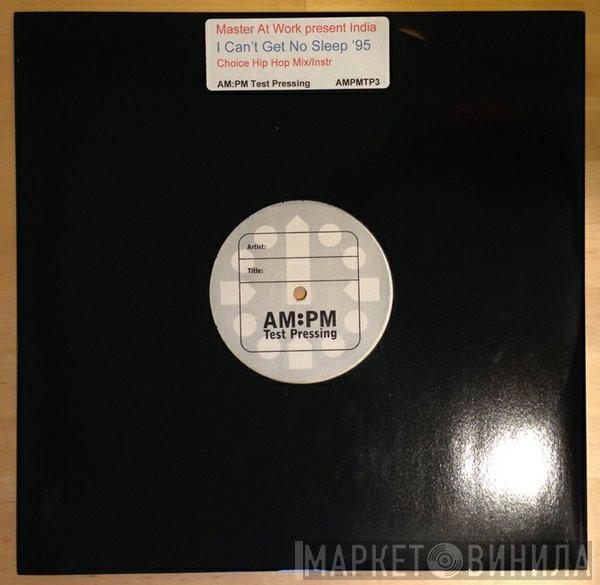 Master At Work present India
I Can't Get No Sleep '95
Choice Hip Hop Mix/Instr
AM:PM Test Pressing AMPMTP3
Artist:
Title:
AM:PM
Test Pressing
МАРКЕТ ВИНИЛА